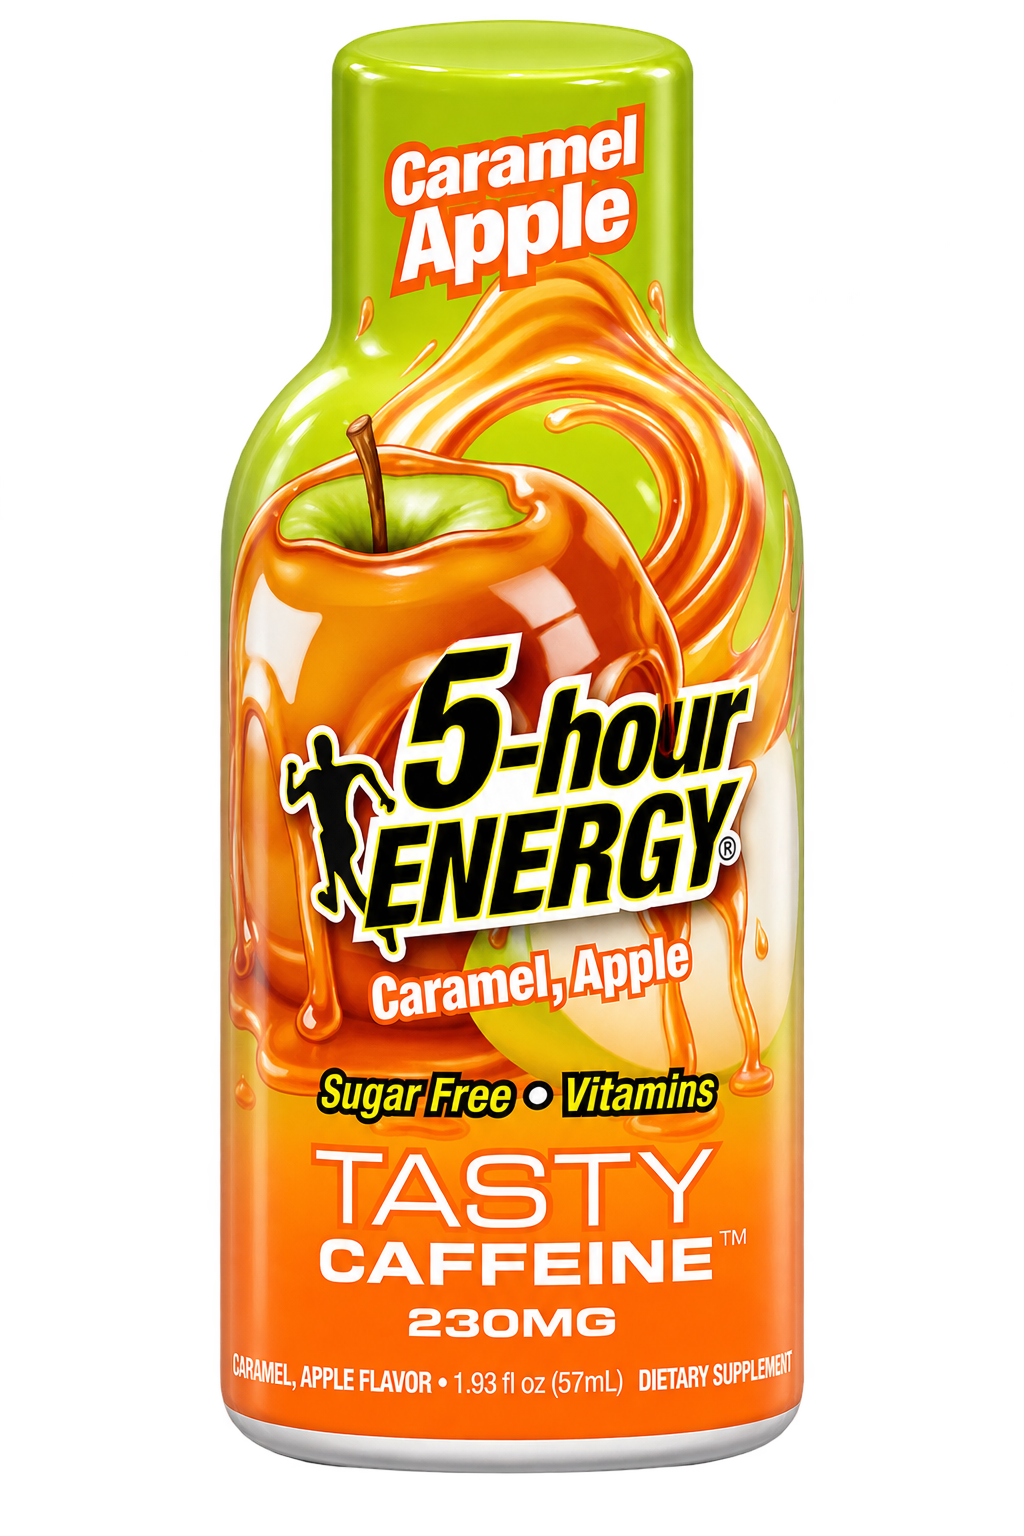 Caramel
Apple
5-hour
ENERGY®
Caramel, Apple
Sugar Free • Vitamins
TASTY
CAFFEINE™
230MG
CARAMEL, APPLE FLAVOR • 1.93 fl oz (57mL) DIETARY SUPPLEMENT